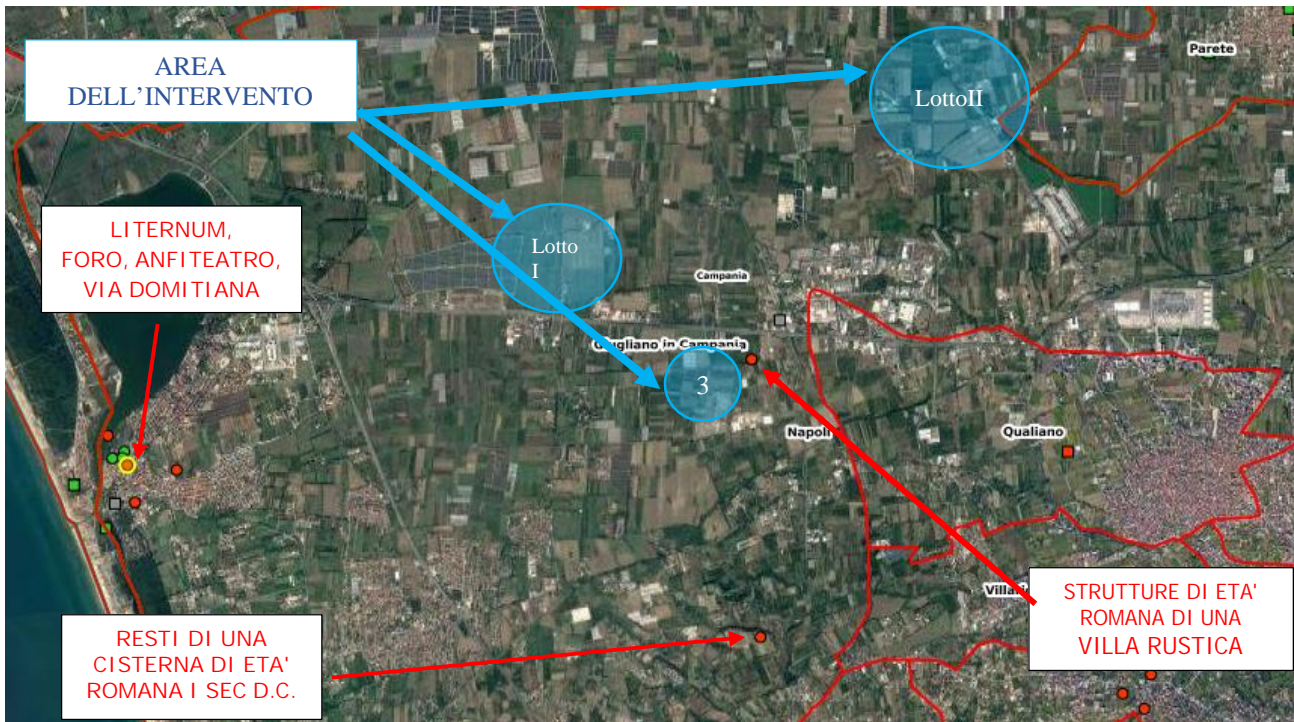 AREA
DELL'INTERVENTO
LottoII
Parete
LITERNUM,
FORO, ANFITEATRO,
VIA DOMITIANA
Lotto
I
Campania
in Campania
3
Napoli
Qualiano
RESTI DI UNA
CISTERNA DI ETA'
ROMANA I SEC D.C.
STRUTTURE DI ETA'
ROMANA DI UNA
VILLA RUSTICA